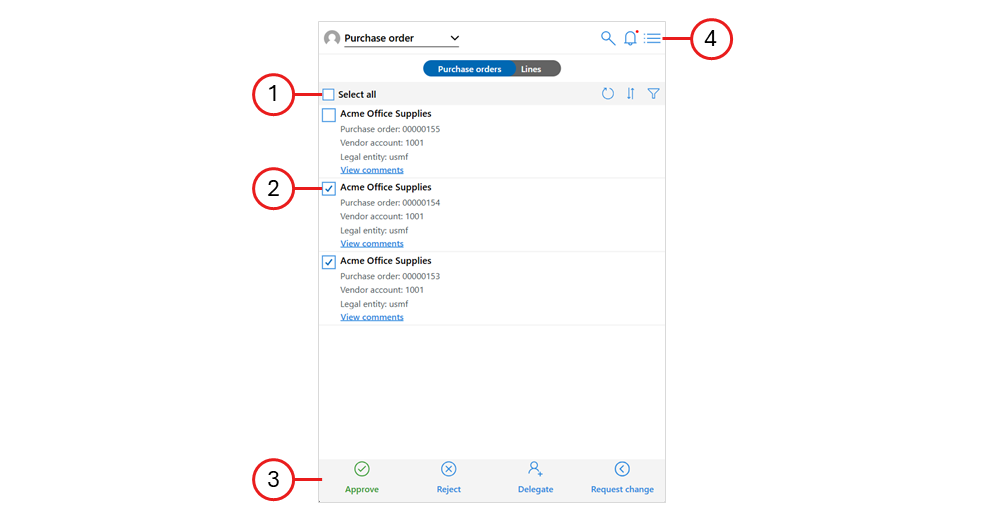 Purchase order
4
Purchase orders Lines
1
Select all
Acme Office Supplies
Purchase order: 00000155
Vendor account: 1001
Legal entity: usmf
View comments
2
Acme Office Supplies
Purchase order: 00000154
Vendor account: 1001
Legal entity: usmf
View comments
Acme Office Supplies
Purchase order: 00000153
Vendor account: 1001
Legal entity: usmf
View comments
3
Approve Reject Delegate Request change